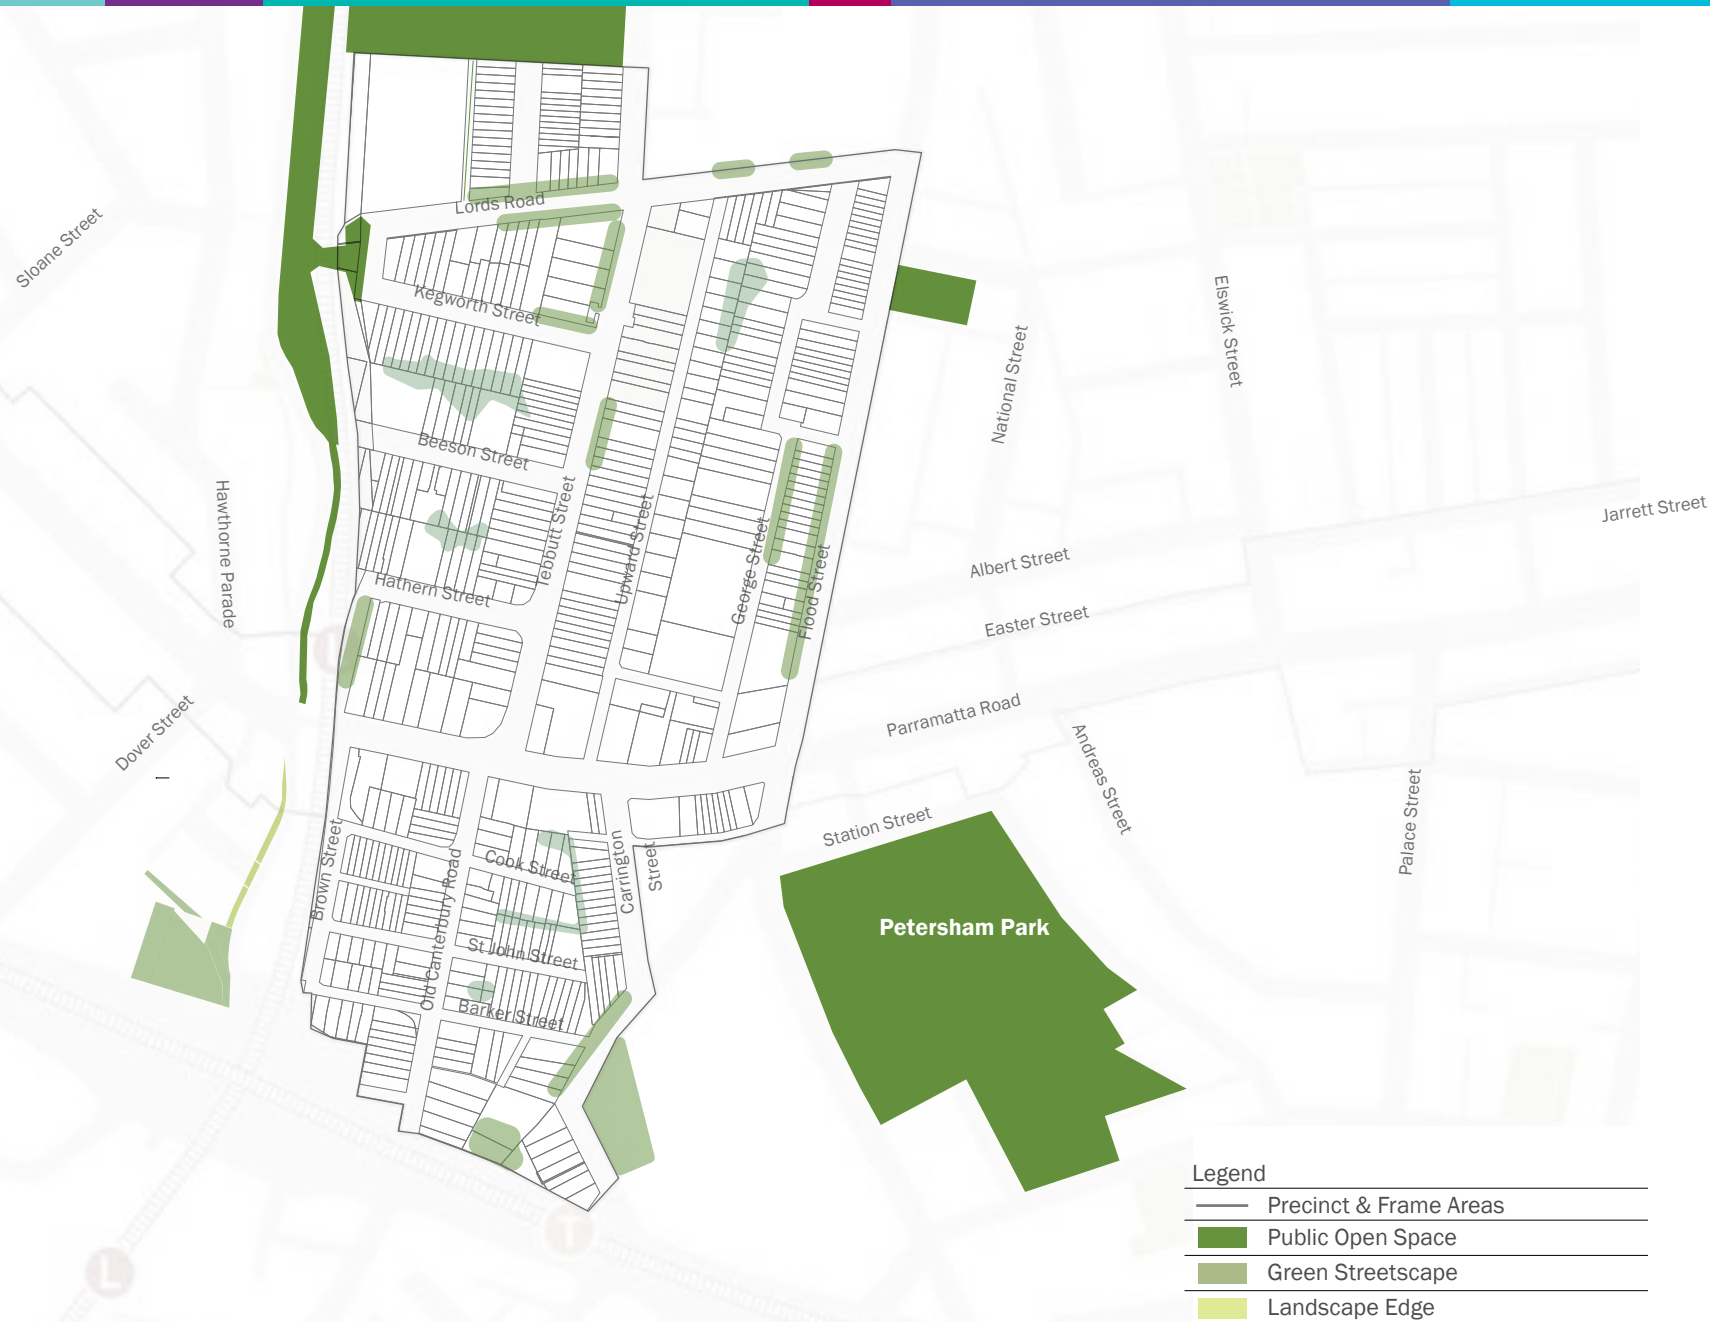 Lords Road
Sloane Street
Kegworth Street
Elswick Street
National Street
Beeson Street
Hawthorne Parade
Tebbutt Street
Upward Street
George Street
Flood Street
Jarrett Street
Albert Street
Hathern Street
Easter Street
L
Dover Street
Parramatta Road
Andreas Street
Palace Street
Station Street
Brown Street
Old Canterbury Road
Cook Street
Carrington
Street
Petersham Park
St John Street
Barker Street
T
L
Legend
Precinct & Frame Areas
Public Open Space
Green Streetscape
Landscape Edge